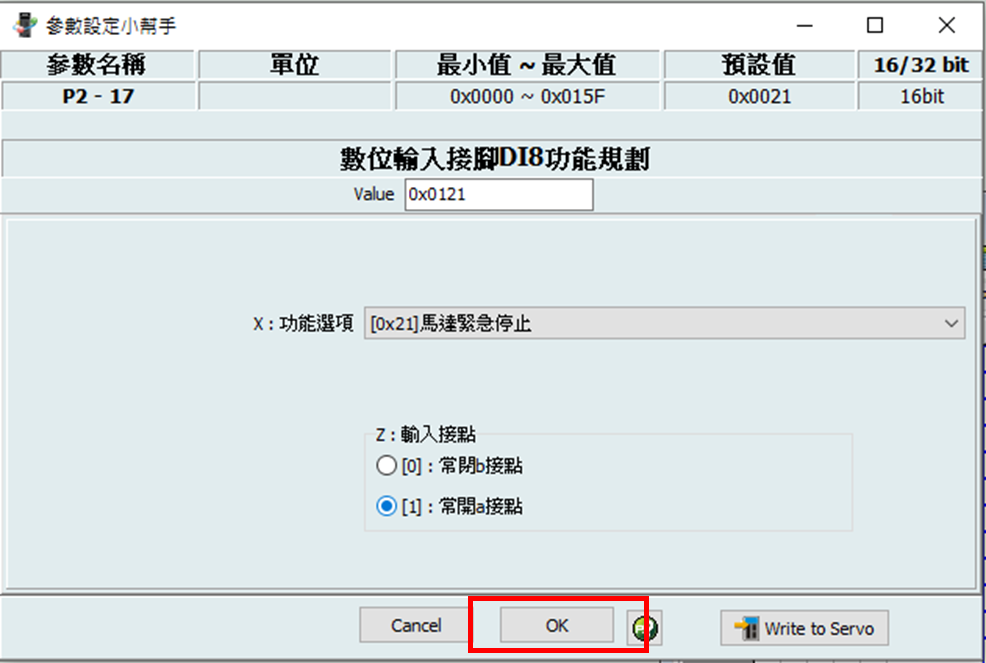 參數設定小幫手
參數名稱 單位 最小值 ~ 最大值 預設值 16/32 bit
P2 - 17 0x0000 ~ 0x015F 0x0021 16bit
數位輸入接腳DI8功能規劃
Value 0x0121
X : 功能選項 [0x21]馬達緊急停止
Z : 輸入接點
[0] : 常閉b接點
[1] : 常開a接點
Cancel OK Write to Servo